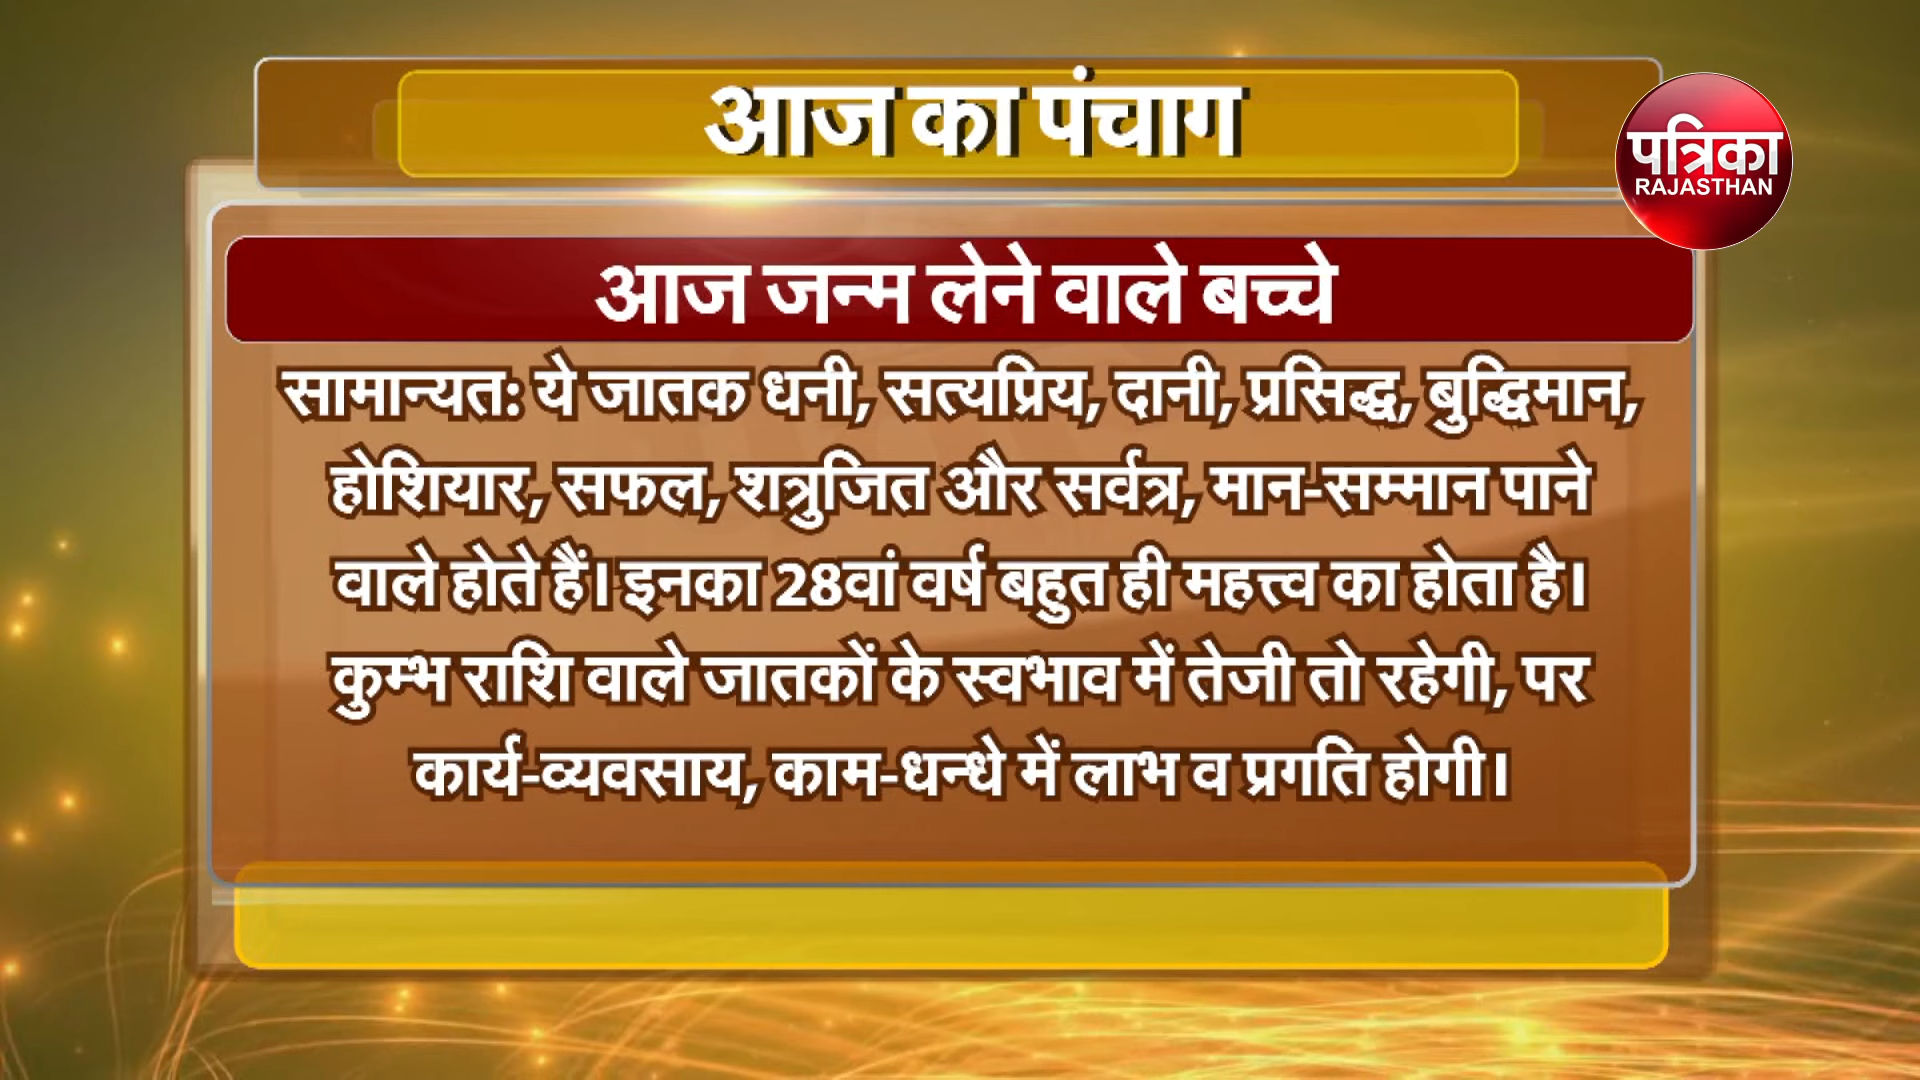 आज का पंचाग
पत्रिका
RAJASTHAN
आज जन्म लेने वाले बच्चे
सामान्यत: ये जातक धनी, सत्यप्रिय, दानी, प्रसिद्ध, बुद्धिमान,
होशियार, सफल, शत्रुजित और सर्वत्र, मान-सम्मान पाने
वाले होते हैं। इनका 28वां वर्ष बहुत ही महत्त्व का होता है।
कुम्भ राशि वाले जातकों के स्वभाव में तेजी तो रहेगी, पर
कार्य-व्यवसाय, काम-धन्धे में लाभ व प्रगति होगी।